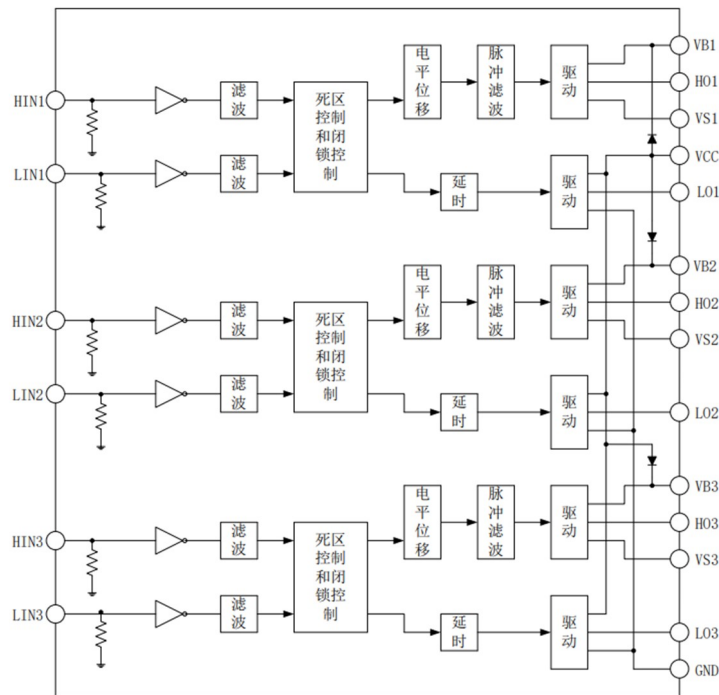 VB1
HIN1
滤波
死区
控制
和闭
锁控
制
电平位移
脉冲滤波
驱动
HO1
VS1
VCC
LIN1
滤波
延时
驱动
LO1
VB2
HIN2
滤波
死区
控制
和闭
锁控
制
电平位移
脉冲滤波
驱动
HO2
VS2
LIN2
滤波
延时
驱动
LO2
VB3
HIN3
滤波
死区
控制
和闭
锁控
制
电平位移
脉冲滤波
驱动
HO3
VS3
LIN3
滤波
延时
驱动
LO3
GND